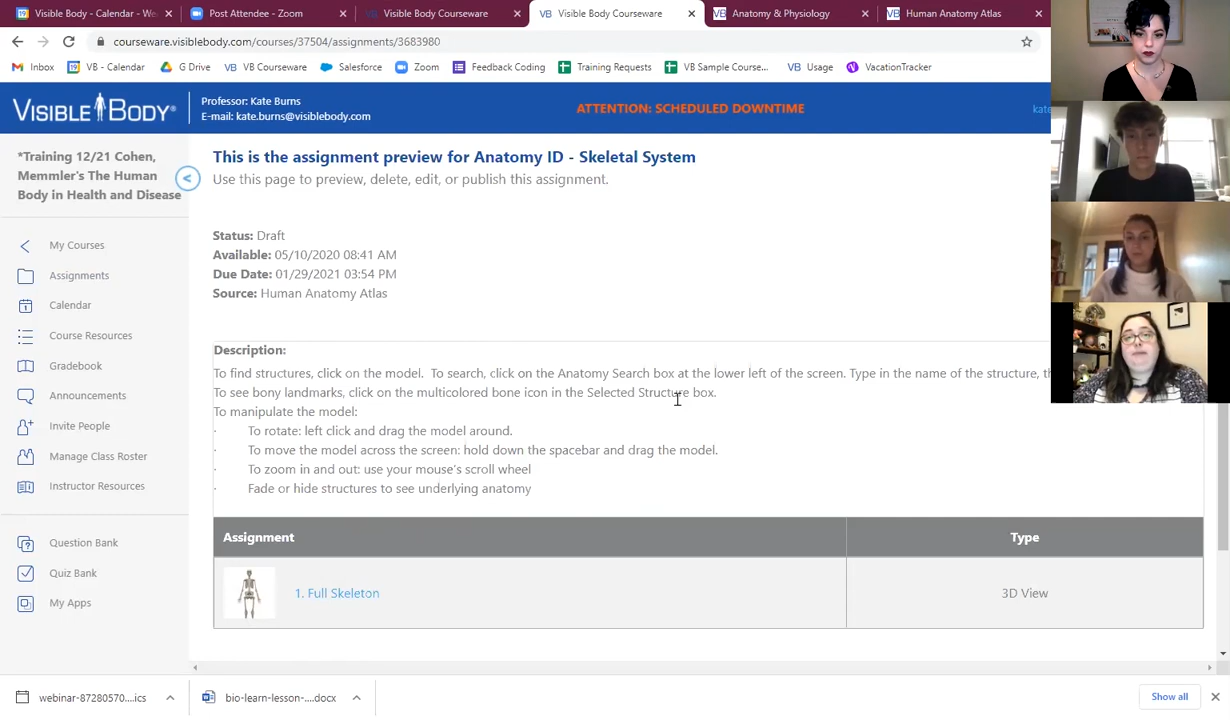 Visible Body - Calendar - We
Post Attendee - Zoom
Visible Body Courseware
Visible Body Courseware
Anatomy & Physiology
Human Anatomy Atlas
courseware.visiblebody.com/courses/37504/assignments/3683980
Inbox
VB - Calendar
G Drive
VB Courseware
Salesforce
Zoom
Feedback Coding
Training Requests
VB Sample Course...
Usage
VacationTracker
VISIBLE BODY®
Professor: Kate Burns
E-mail: kate.burns@visiblebody.com
ATTENTION: SCHEDULED DOWNTIME
kate
*Training 12/21 Cohen,
Memmler's The Human
Body in Health and Disease
My Courses
Assignments
Calendar
Course Resources
Gradebook
Announcements
Invite People
Manage Class Roster
Instructor Resources
Question Bank
Quiz Bank
My Apps
This is the assignment preview for Anatomy ID - Skeletal System
Use this page to preview, delete, edit, or publish this assignment.
Status: Draft
Available: 05/10/2020 08:41 AM
Due Date: 01/29/2021 03:54 PM
Source: Human Anatomy Atlas
Description:
To find structures, click on the model. To search, click on the Anatomy Search box at the lower left of the screen. Type in the name of the structure, th
To see bony landmarks, click on the multicolored bone icon in the Selected Structure box.
To manipulate the model:
· To rotate: left click and drag the model around.
· To move the model across the screen: hold down the spacebar and drag the model.
· To zoom in and out: use your mouse's scroll wheel
· Fade or hide structures to see underlying anatomy
Assignment Type
1. Full Skeleton 3D View
webinar-87280570....ics
bio-learn-lesson-....docx
Show all